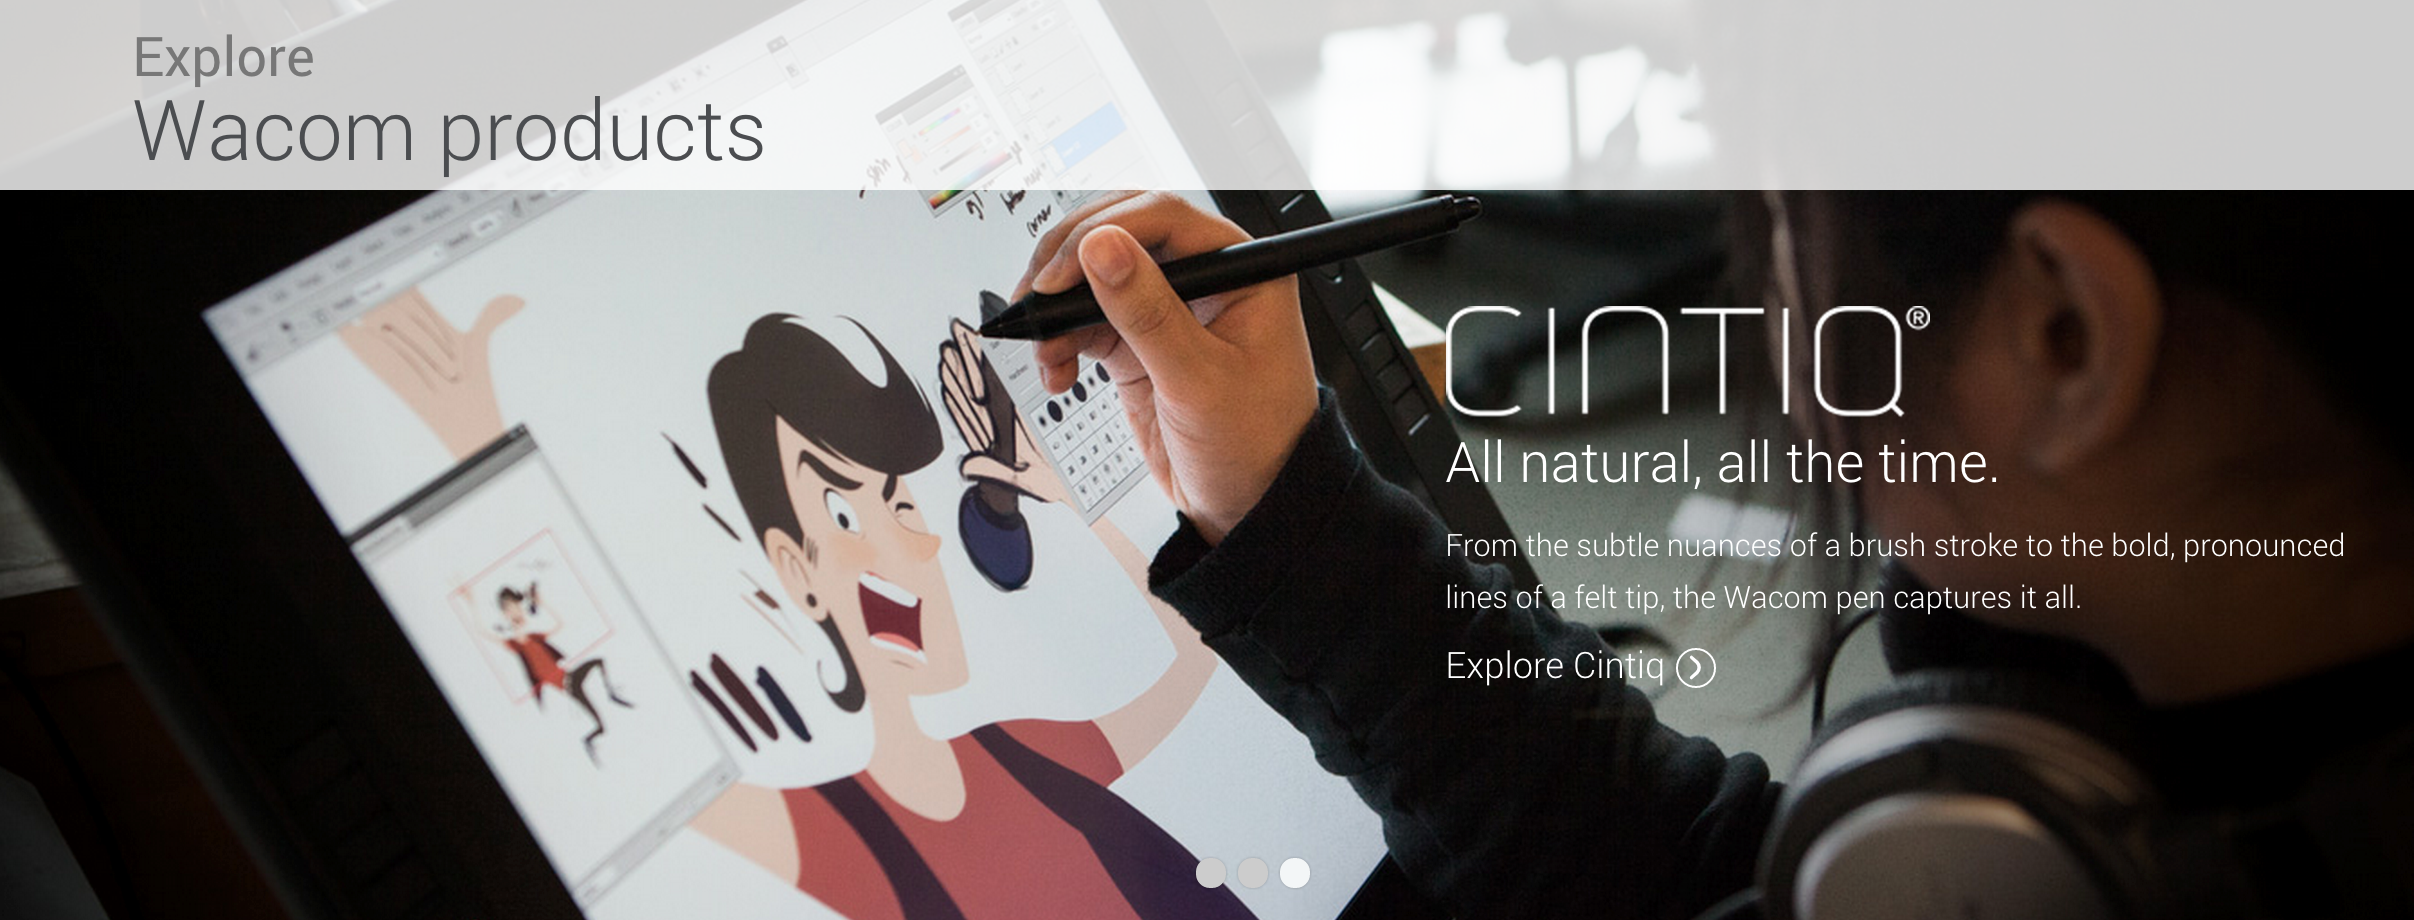 Explore
Wacom products
CINTIQ®
All natural, all the time.
From the subtle nuances of a brush stroke to the bold, pronounced
lines of a felt tip, the Wacom pen captures it all.
Explore Cintiq